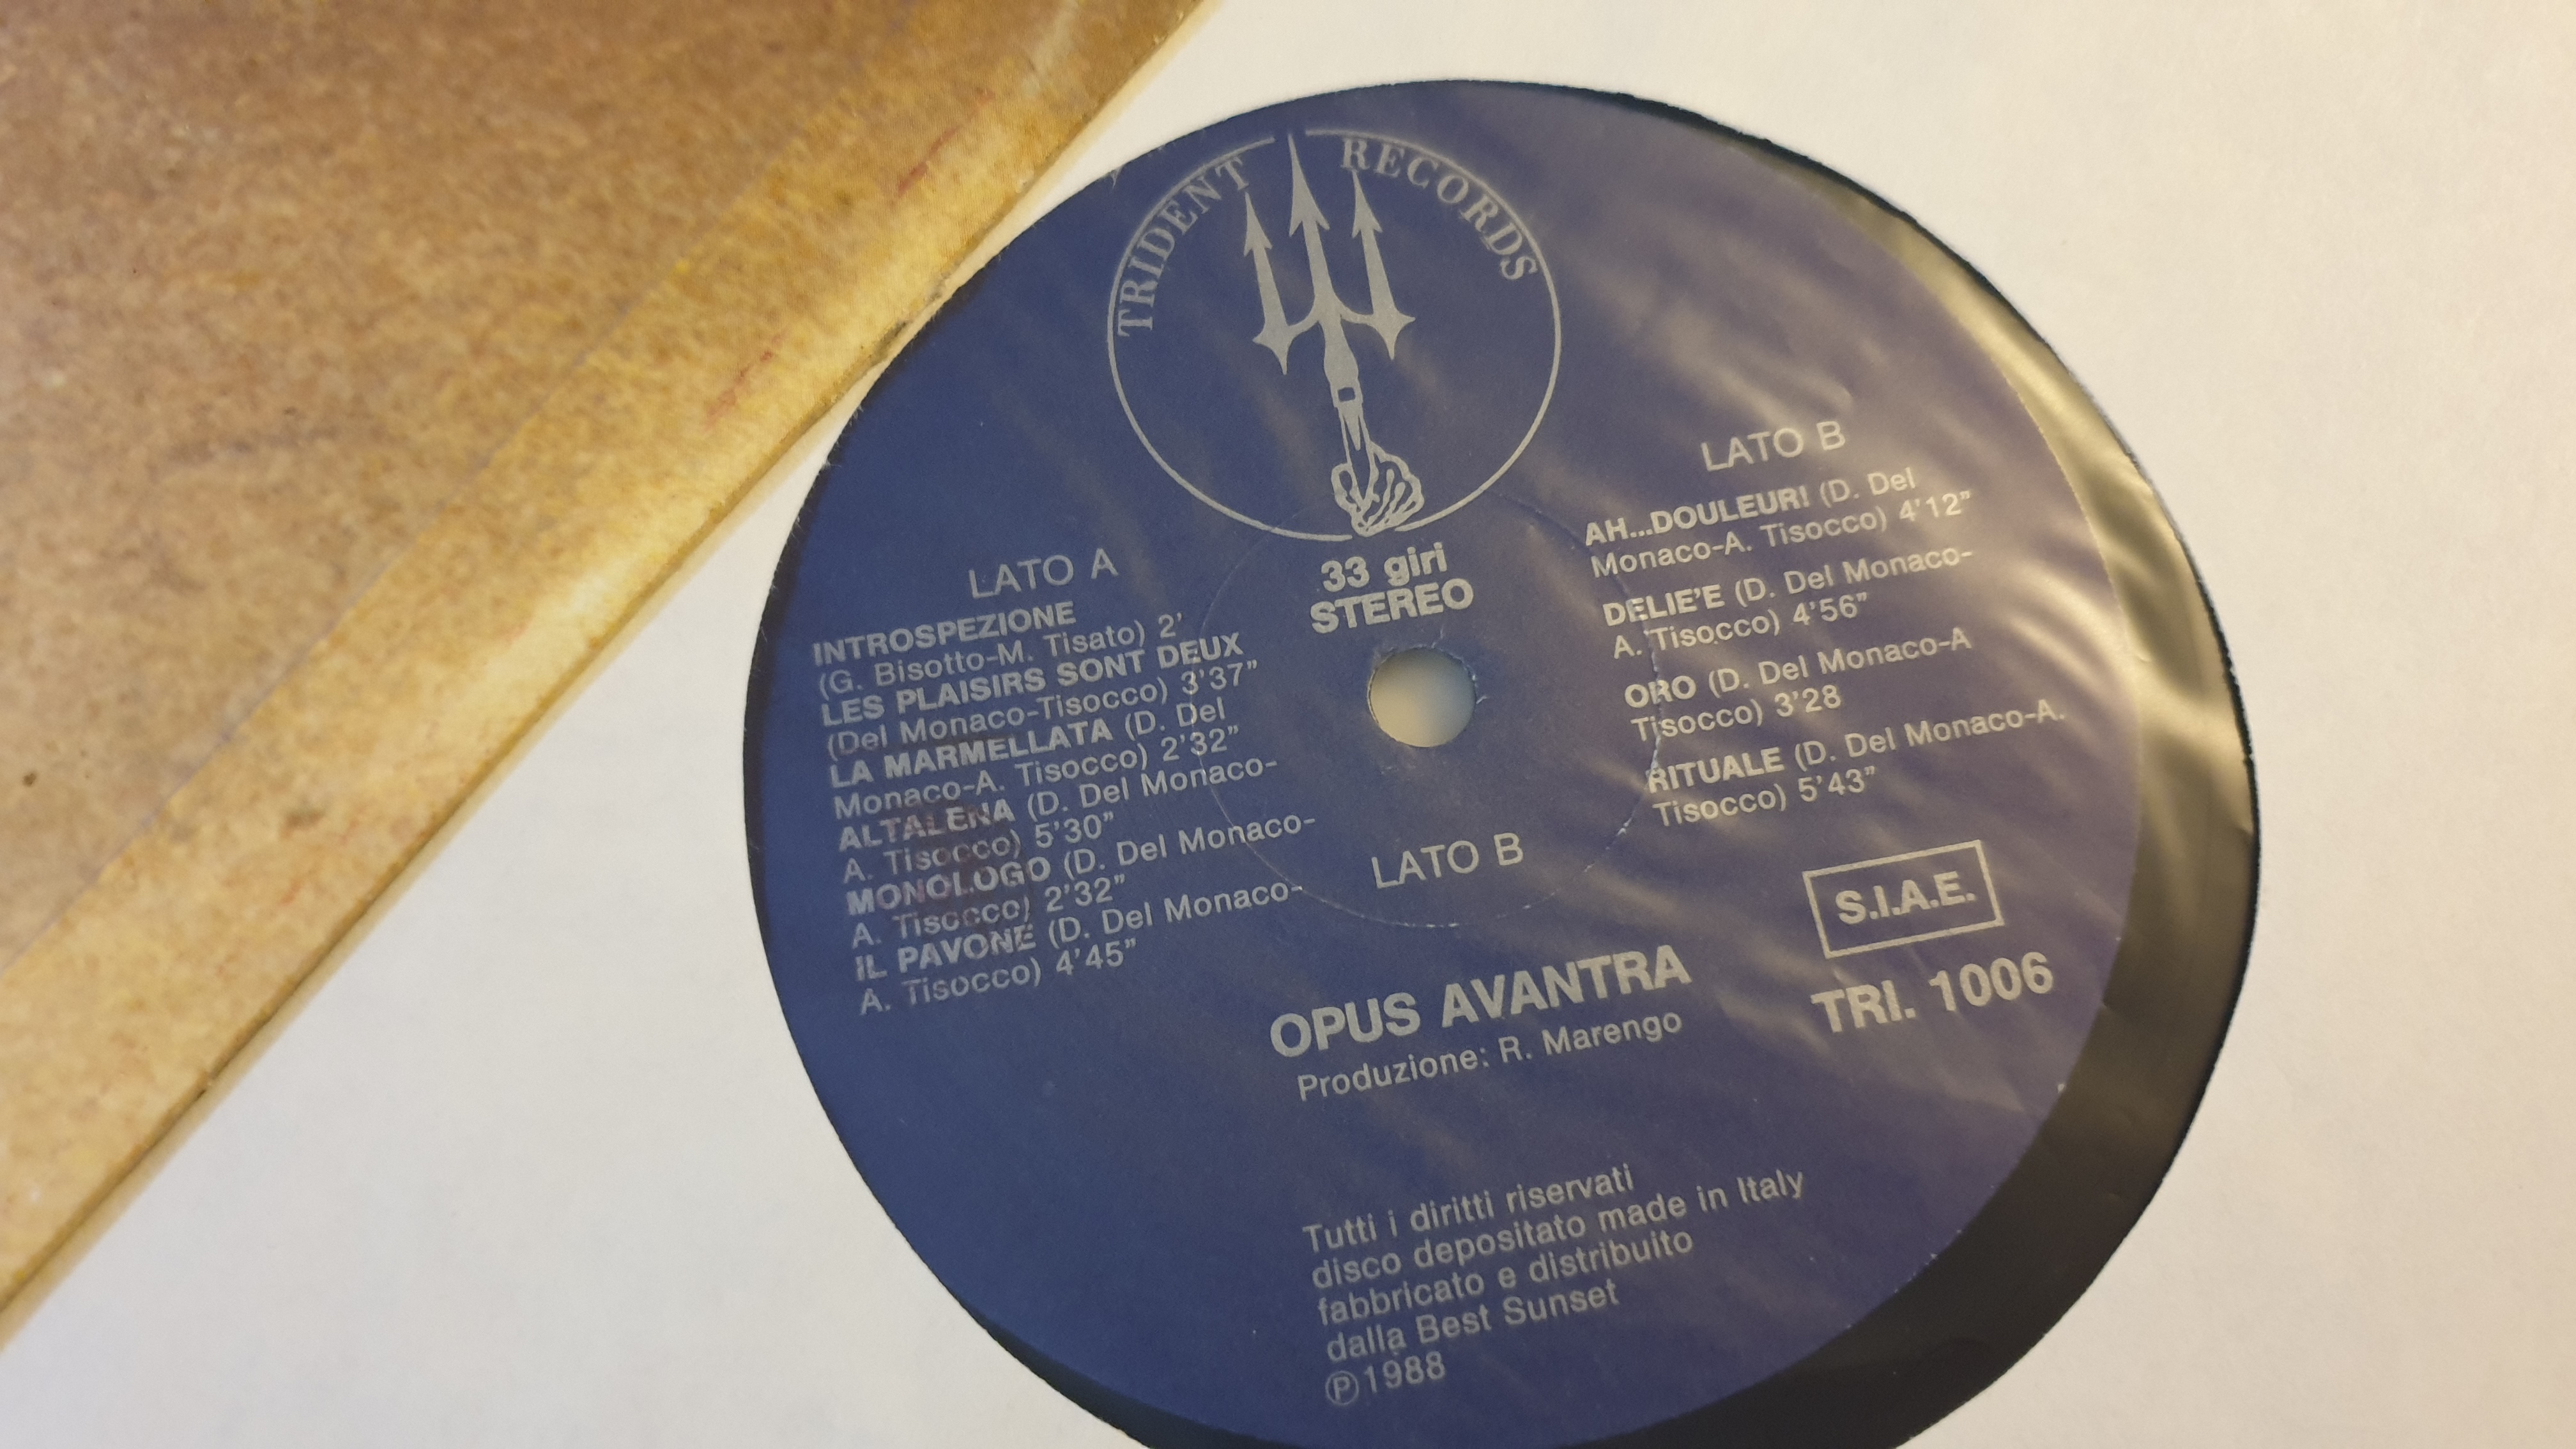 TRIDENT RECORDS
33 giri
STEREO
LATO A
INTROSPEZIONE
(G. Bisotto-M. Tisato) 2'
LES PLAISIRS SONT DEUX
(Del Monaco-Tisocco) 3'37"
LA MARMELLATA (D. Del
Monaco-A. Tisocco) 2'32"
ALTALENA (D. Del Monaco-
A. Tisocco) 5'30"
MONOLOGO (D. Del Monaco-
A. Tisocco) 2'32"
IL PAVONE (D. Del Monaco-
A. Tisocco) 4'45"
LATO B
AH...DOULEUR! (D. Del
Monaco-A. Tisocco) 4'12"
DELIE'E (D. Del Monaco-
A. Tisocco) 4'56"
ORO (D. Del Monaco-A
Tisocco) 3'28
RITUALE (D. Del Monaco-A.
Tisocco) 5'43"
LATO B
S.I.A.E.
TRI. 1006
OPUS AVANTRA
Produzione: R. Marengo
Tutti i diritti riservati
disco depositato made in Italy
fabbricato e distribuito
dalla Best Sunset
℗1988